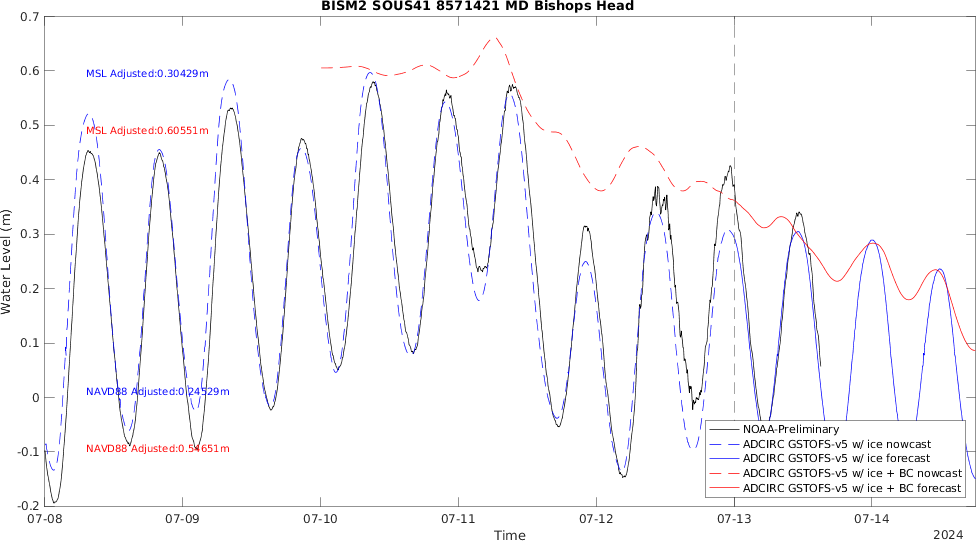 BISM2 SOUS41 8571421 MD Bishops Head
0.7
0.6
0.5
0.4
0.3
0.2
0.1
0
-0.1
-0.2
Water Level (m)
MSL Adjusted:0.30429m
MSL Adjusted:0.60551m
NAVD88 Adjusted:0.24529m
NAVD88 Adjusted:0.54651m
NOAA-Preliminary
ADCIRC GSTOFS-v5 w/ ice nowcast
ADCIRC GSTOFS-v5 w/ ice forecast
ADCIRC GSTOFS-v5 w/ ice + BC nowcast
ADCIRC GSTOFS-v5 w/ ice + BC forecast
07-08 07-09 07-10 07-11 07-12 07-13 07-14
Time
2024